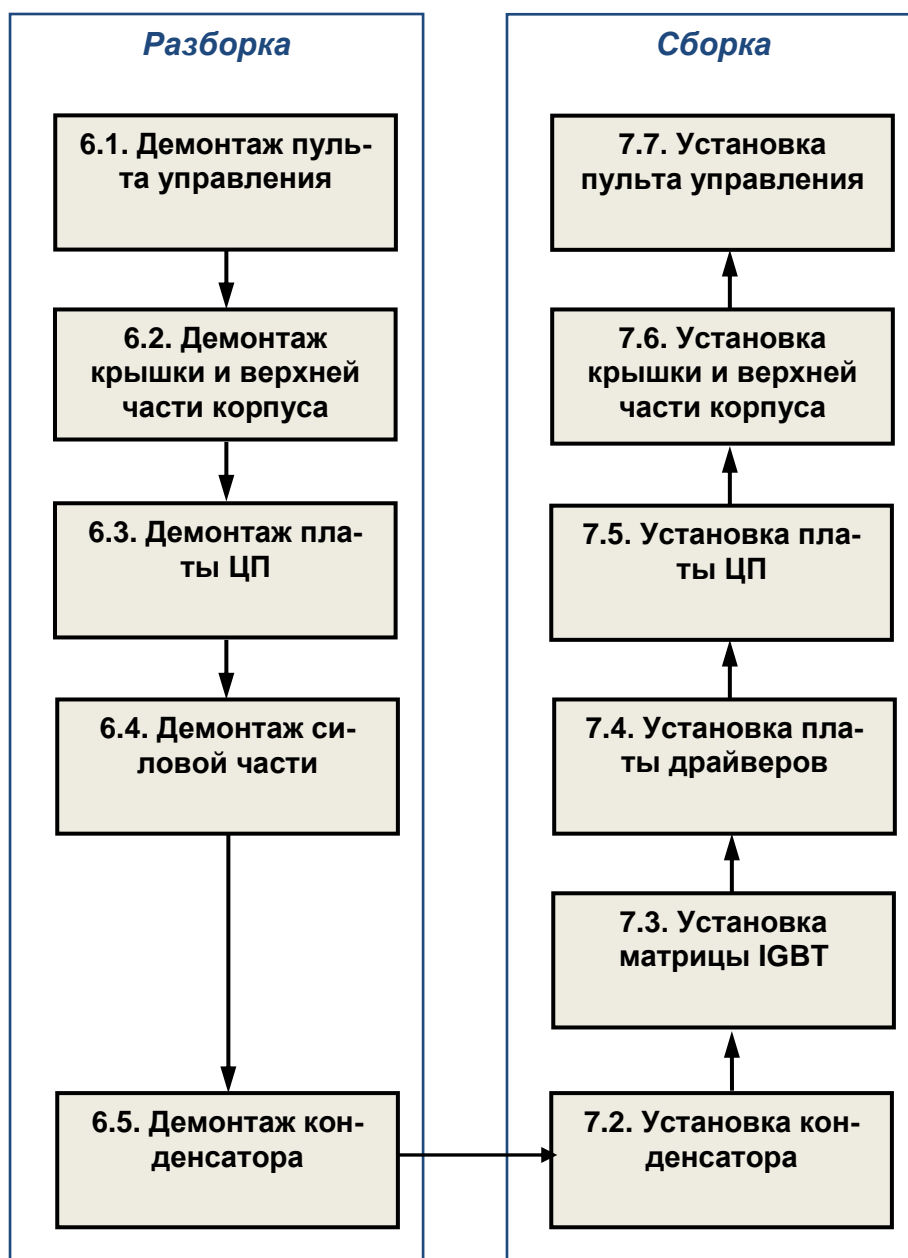 Разборка
6.1. Демонтаж пуль-
та управления
6.2. Демонтаж
крышки и верхней
части корпуса
6.3. Демонтаж пла-
ты ЦП
6.4. Демонтаж си-
ловой части
6.5. Демонтаж кон-
денсатора
Сборка
7.7. Установка
пульта управления
7.6. Установка
крышки и верхней
части корпуса
7.5. Установка пла-
ты ЦП
7.4. Установка пла-
ты драйверов
7.3. Установка
матрицы IGBT
7.2. Установка кон-
денсатора